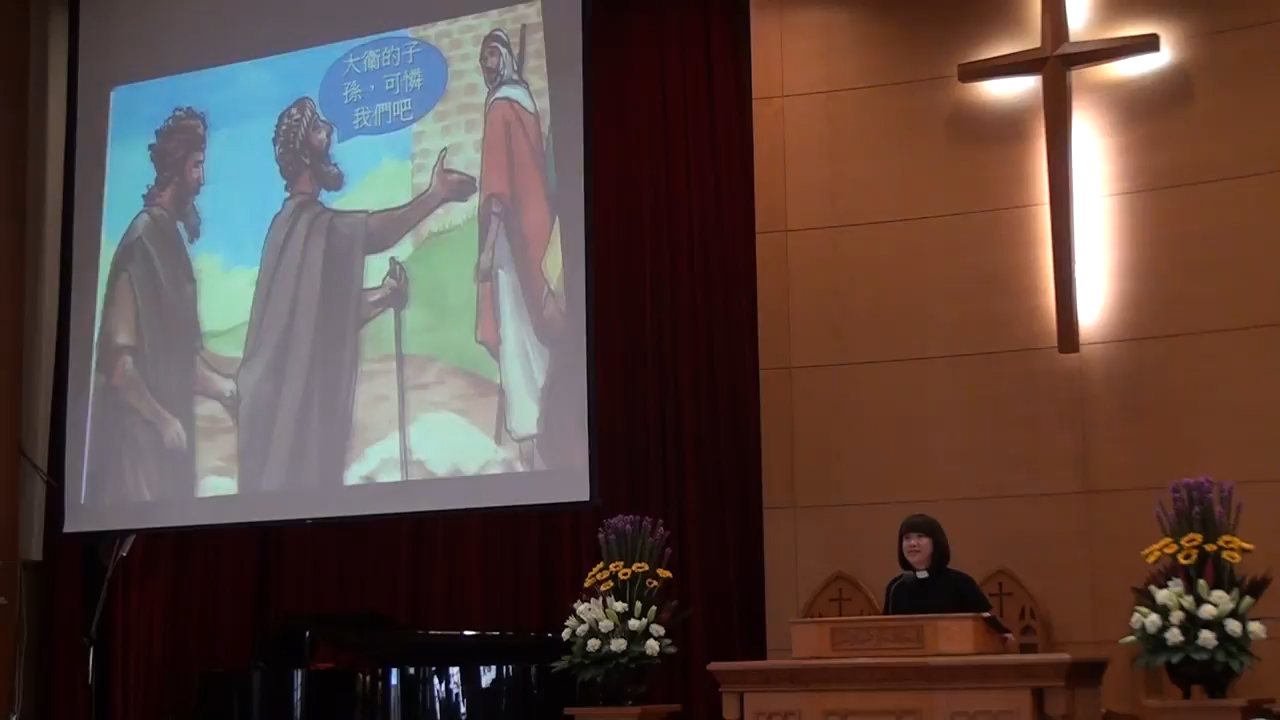 大衛的子
孫，可憐
我們吧